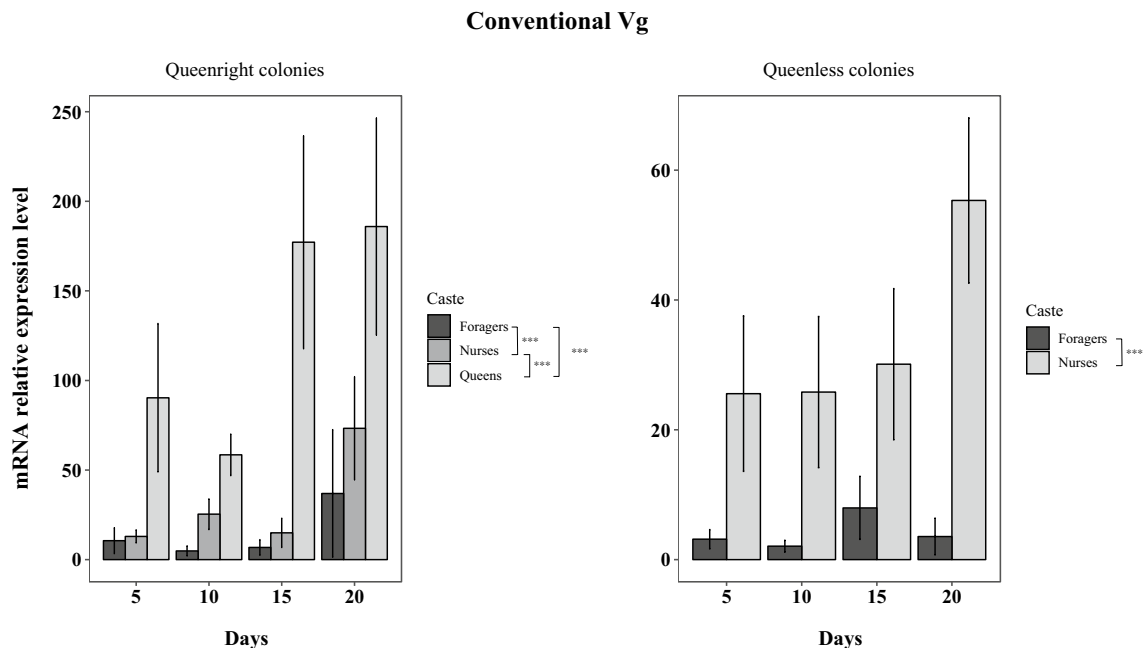 Conventional Vg
Queenright colonies
250
200
150
100
50
0
mRNA relative expression level
5 10 15 20
Days
Caste
Foragers
Nurses
Queens
***
***
***
Queenless colonies
60
40
20
0
5 10 15 20
Days
Caste
Foragers
Nurses
***